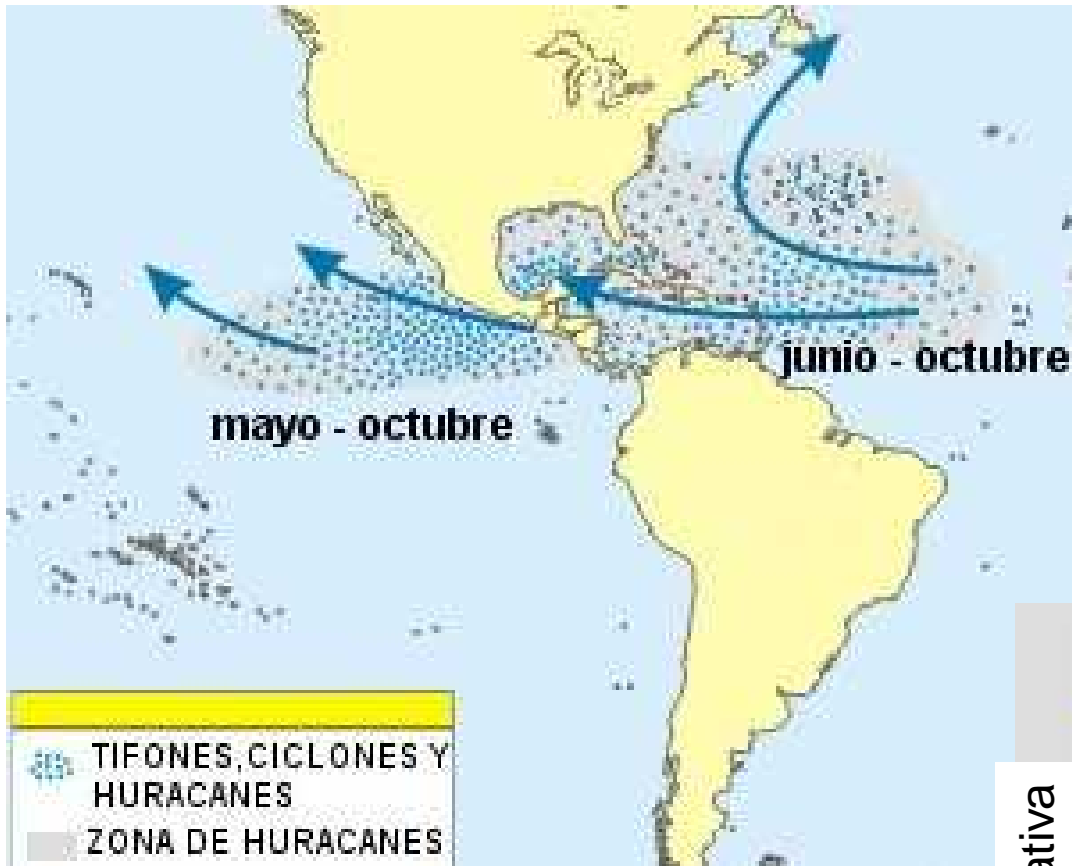 junio - octubre
mayo - octubre
TIFONES,CICLONES Y
HURACANES
ZONA DE HURACANES
ativa